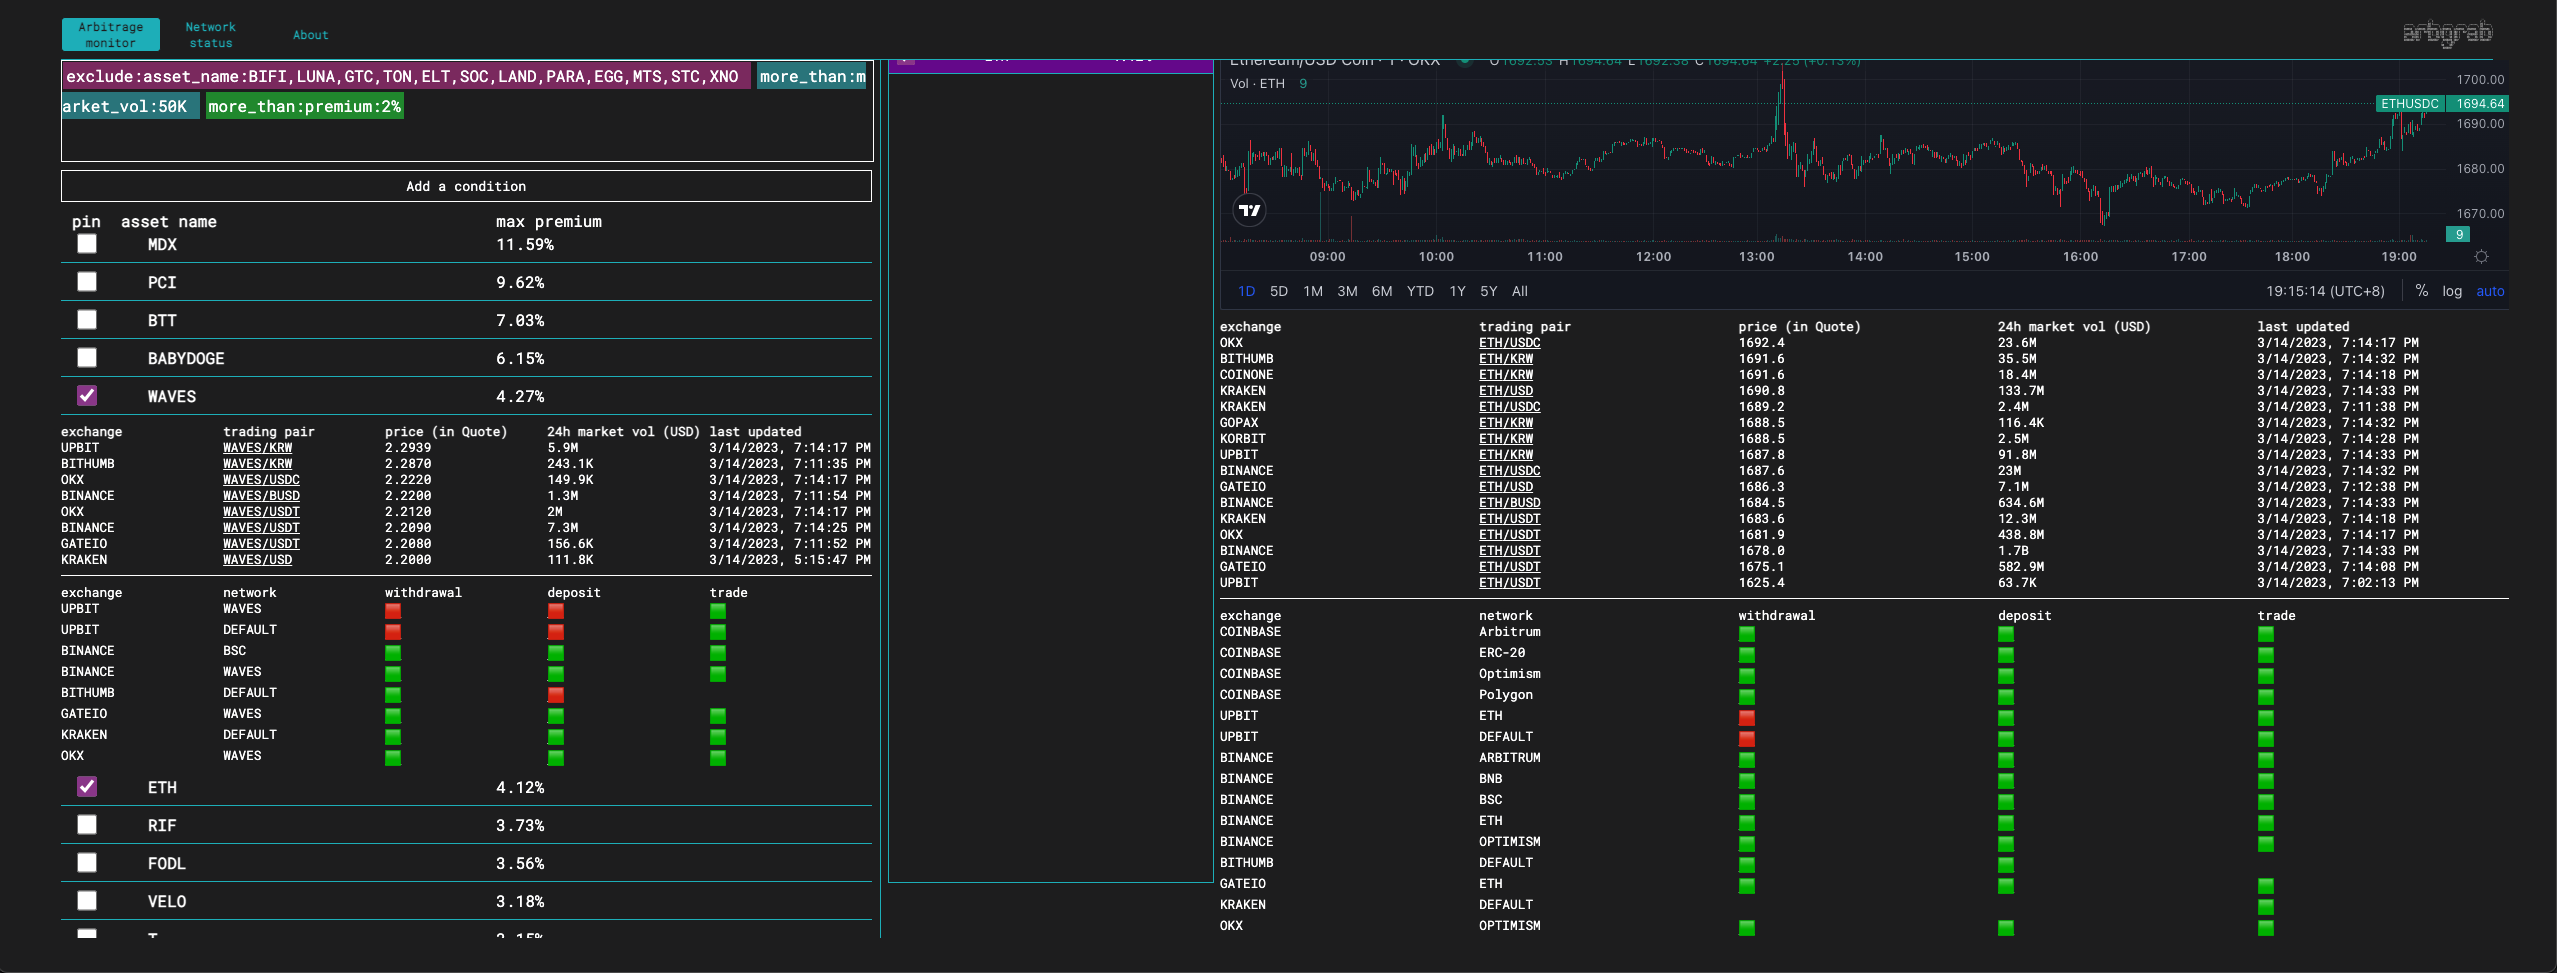 Arbitrage
monitor
Network
status
About
arbgrab
exclude:asset_name:BIFI,LUNA,GTC,TON,ELT,SOC,LAND,PARA,EGG,MTS,STC,XNO more_than:m
arket_vol:50K more_than:premium:2%
Add a condition
pin asset name max premium
MDX 11.59%
PCI 9.62%
BTT 7.03%
BABYDOGE 6.15%
WAVES 4.27%
exchange trading pair price (in Quote) 24h market vol (USD) last updated
UPBIT WAVES/KRW 2.2939 5.9M 3/14/2023, 7:14:17 PM
BITHUMB WAVES/KRW 2.2870 243.1K 3/14/2023, 7:11:35 PM
OKX WAVES/USDC 2.2220 149.9K 3/14/2023, 7:14:17 PM
BINANCE WAVES/BUSD 2.2200 1.3M 3/14/2023, 7:11:54 PM
OKX WAVES/USDT 2.2120 2M 3/14/2023, 7:14:17 PM
BINANCE WAVES/USDT 2.2090 7.3M 3/14/2023, 7:14:25 PM
GATEIO WAVES/USDT 2.2080 156.6K 3/14/2023, 7:11:52 PM
KRAKEN WAVES/USD 2.2000 111.8K 3/14/2023, 5:15:47 PM
exchange network withdrawal deposit trade
UPBIT WAVES
UPBIT DEFAULT
BINANCE BSC
BINANCE WAVES
BITHUMB DEFAULT
GATEIO WAVES
KRAKEN DEFAULT
OKX WAVES
ETH 4.12%
RIF 3.73%
FODL 3.56%
VELO 3.18%
Ethereum/USD Coin · 1 · OKX O1692.53 H1694.64 L1692.38 C1694.64 +2.25 (+0.13%)
Vol · ETH 9
1700.00
ETHUSDC 1694.64
1690.00
1680.00
1670.00
9
09:00 10:00 11:00 12:00 13:00 14:00 15:00 16:00 17:00 18:00 19:00
1D 5D 1M 3M 6M YTD 1Y 5Y All 19:15:14 (UTC+8) % log auto
exchange trading pair price (in Quote) 24h market vol (USD) last updated
OKX ETH/USDC 1692.4 23.6M 3/14/2023, 7:14:17 PM
BITHUMB ETH/KRW 1691.6 35.5M 3/14/2023, 7:14:32 PM
COINONE ETH/KRW 1691.6 18.4M 3/14/2023, 7:14:18 PM
KRAKEN ETH/USD 1690.8 133.7M 3/14/2023, 7:14:33 PM
KRAKEN ETH/USDC 1689.2 2.4M 3/14/2023, 7:11:38 PM
GOPAX ETH/KRW 1688.5 116.4K 3/14/2023, 7:14:32 PM
KORBIT ETH/KRW 1688.5 2.5M 3/14/2023, 7:14:28 PM
UPBIT ETH/KRW 1687.8 91.8M 3/14/2023, 7:14:33 PM
BINANCE ETH/USDC 1687.6 23M 3/14/2023, 7:14:32 PM
GATEIO ETH/USD 1686.3 7.1M 3/14/2023, 7:12:38 PM
BINANCE ETH/BUSD 1684.5 634.6M 3/14/2023, 7:14:33 PM
KRAKEN ETH/USDT 1683.6 12.3M 3/14/2023, 7:14:18 PM
OKX ETH/USDT 1681.9 438.8M 3/14/2023, 7:14:17 PM
BINANCE ETH/USDT 1678.0 1.7B 3/14/2023, 7:14:33 PM
GATEIO ETH/USDT 1675.1 582.9M 3/14/2023, 7:14:08 PM
UPBIT ETH/USDT 1625.4 63.7K 3/14/2023, 7:02:13 PM
exchange network withdrawal deposit trade
COINBASE Arbitrum
COINBASE ERC-20
COINBASE Optimism
COINBASE Polygon
UPBIT ETH
UPBIT DEFAULT
BINANCE ARBITRUM
BINANCE BNB
BINANCE BSC
BINANCE ETH
BINANCE OPTIMISM
BITHUMB DEFAULT
GATEIO ETH
KRAKEN DEFAULT
OKX OPTIMISM